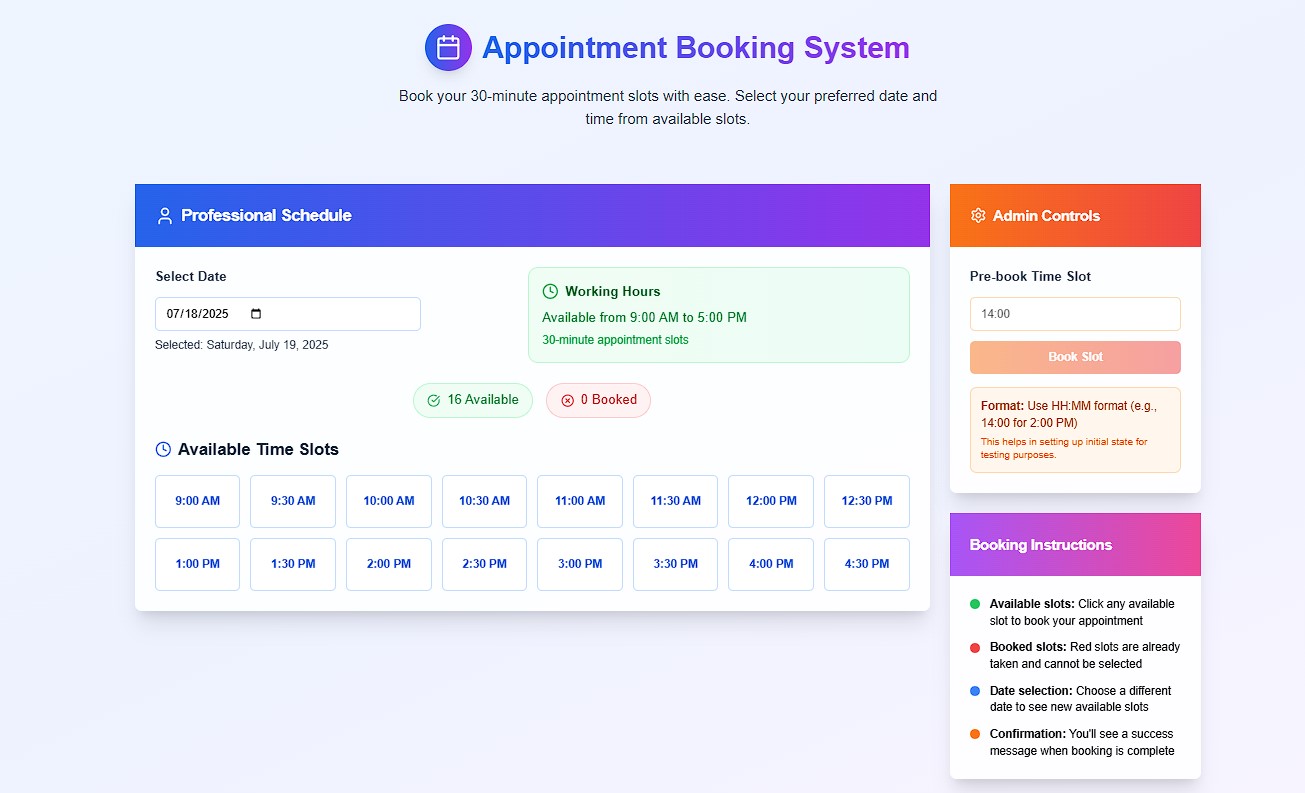 Appointment Booking System
Book your 30-minute appointment slots with ease. Select your preferred date and
time from available slots.
Professional Schedule
Select Date
07/18/2025
Selected: Saturday, July 19, 2025
Working Hours
Available from 9:00 AM to 5:00 PM
30-minute appointment slots
16 Available
0 Booked
Available Time Slots
9:00 AM
9:30 AM
10:00 AM
10:30 AM
11:00 AM
11:30 AM
12:00 PM
12:30 PM
1:00 PM
1:30 PM
2:00 PM
2:30 PM
3:00 PM
3:30 PM
4:00 PM
4:30 PM
Admin Controls
Pre-book Time Slot
14:00
Book Slot
Format: Use HH:MM format (e.g.,
14:00 for 2:00 PM)
This helps in setting up initial state for
testing purposes.
Booking Instructions
Available slots: Click any available
slot to book your appointment
Booked slots: Red slots are already
taken and cannot be selected
Date selection: Choose a different
date to see new available slots
Confirmation: You'll see a success
message when booking is complete